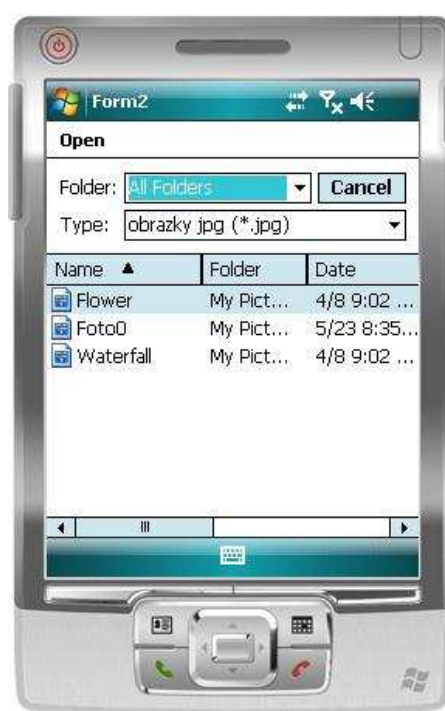 Form2
Open
Folder: All Folders Cancel
Type: obrazky jpg (*.jpg)
Name Folder Date
Flower My Pict... 4/8 9:02 ...
Foto0 My Pict... 5/23 8:35...
Waterfall My Pict... 4/8 9:02 ...